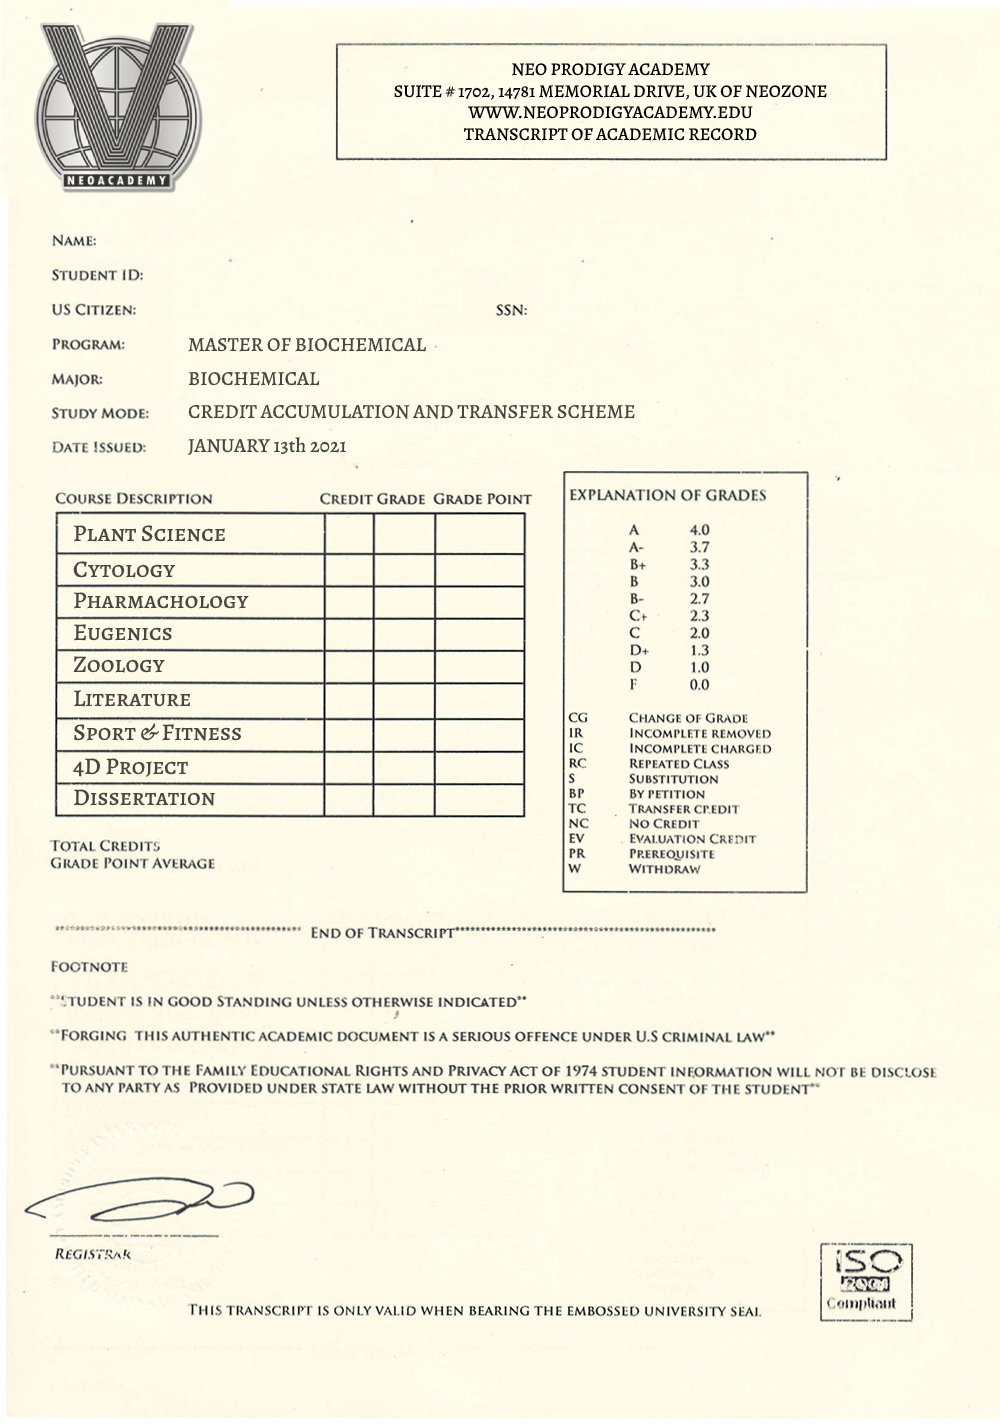 NEOACADEMY
NEO PRODIGY ACADEMY
SUITE # 1702, 14781 MEMORIAL DRIVE, UK OF NEOZONE
WWW.NEOPRODIGYACADEMY.EDU
TRANSCRIPT OF ACADEMIC RECORD
NAME:
STUDENT ID:
US CITIZEN: SSN:
PROGRAM: MASTER OF BIOCHEMICAL
MAJOR: BIOCHEMICAL
STUDY MODE: CREDIT ACCUMULATION AND TRANSFER SCHEME
DATE ISSUED: JANUARY 13th 2021
COURSE DESCRIPTION CREDIT GRADE GRADE POINT
PLANT SCIENCE
CYTOLOGY
PHARMACHOLOGY
EUGENICS
ZOOLOGY
LITERATURE
SPORT & FITNESS
4D PROJECT
DISSERTATION
TOTAL CREDITS
GRADE POINT AVERAGE
EXPLANATION OF GRADES
A 4.0
A- 3.7
B+ 3.3
B 3.0
B- 2.7
C+ 2.3
C 2.0
D+ 1.3
D 1.0
F 0.0
CG CHANGE OF GRADE
IR INCOMPLETE REMOVED
IC INCOMPLETE CHARGED
RC REPEATED CLASS
S SUBSTITUTION
BP BY PETITION
TC TRANSFER CREDIT
NC NO CREDIT
EV EVALUATION CREDIT
PR PREREQUISITE
W WITHDRAW
END OF TRANSCRIPT
FOOTNOTE
**STUDENT IS IN GOOD STANDING UNLESS OTHERWISE INDICATED**
**FORGING THIS AUTHENTIC ACADEMIC DOCUMENT IS A SERIOUS OFFENCE UNDER U.S CRIMINAL LAW**
**PURSUANT TO THE FAMILY EDUCATIONAL RIGHTS AND PRIVACY ACT OF 1974 STUDENT INFORMATION WILL NOT BE DISCLOSE
TO ANY PARTY AS PROVIDED UNDER STATE LAW WITHOUT THE PRIOR WRITTEN CONSENT OF THE STUDENT**
REGISTRAR
THIS TRANSCRIPT IS ONLY VALID WHEN BEARING THE EMBOSSED UNIVERSITY SEAL
ISO
Compliant